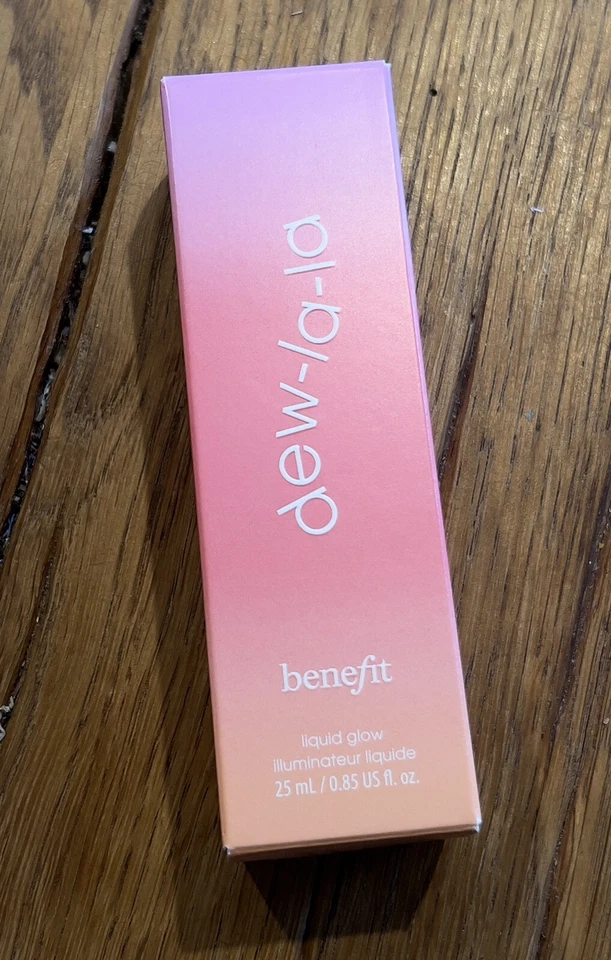 dew-la-la
benefit
liquid glow
illuminateur liquide
25 mL / 0.85 US fl. oz.